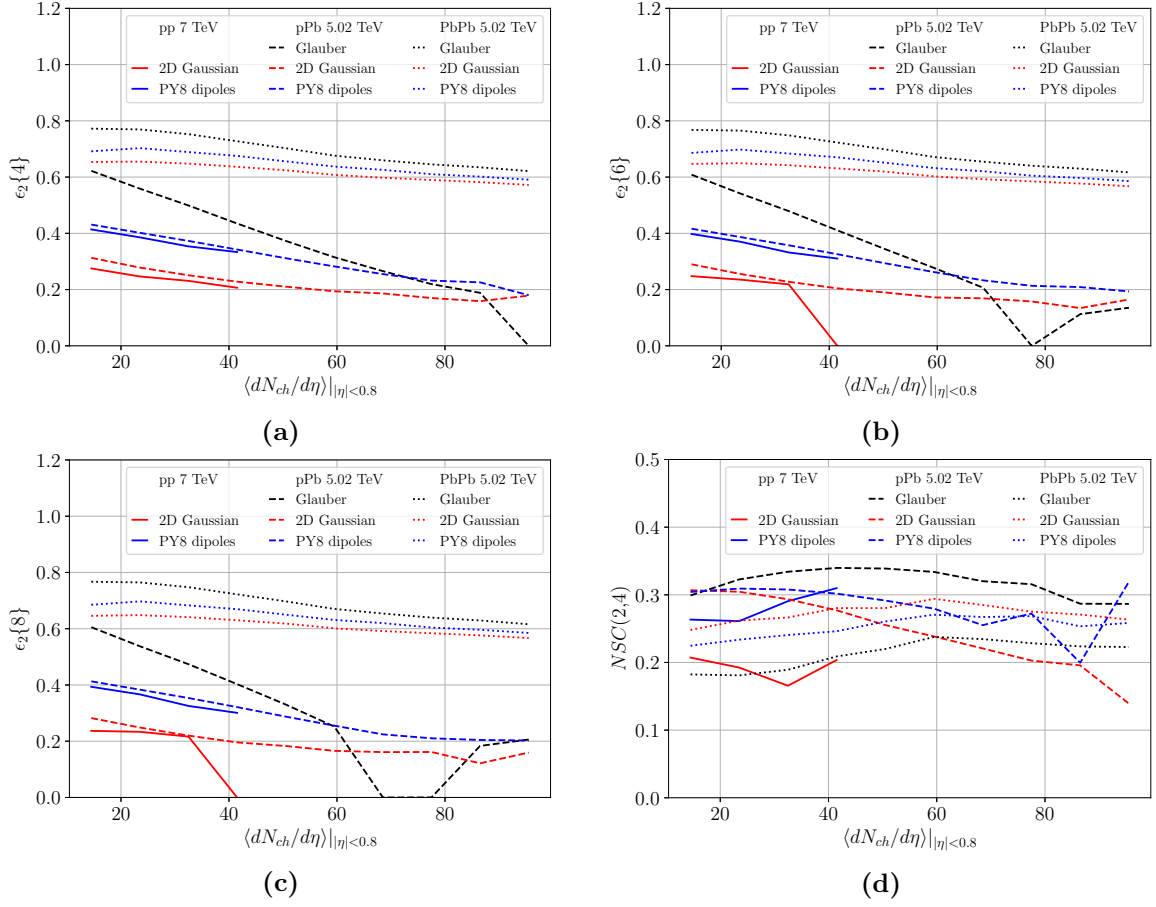 1.2
1.0
0.8
0.6
0.4
0.2
0.0
ϵ₂{4}
pp 7 TeV pPb 5.02 TeV PbPb 5.02 TeV
Glauber Glauber
2D Gaussian 2D Gaussian 2D Gaussian
PY8 dipoles PY8 dipoles PY8 dipoles
20 40 60 80
⟨dN_ch/dη⟩||η|<0.8
(a)
1.2
1.0
0.8
0.6
0.4
0.2
0.0
ϵ₂{6}
pp 7 TeV pPb 5.02 TeV PbPb 5.02 TeV
Glauber Glauber
2D Gaussian 2D Gaussian 2D Gaussian
PY8 dipoles PY8 dipoles PY8 dipoles
20 40 60 80
⟨dN_ch/dη⟩||η|<0.8
(b)
1.2
1.0
0.8
0.6
0.4
0.2
0.0
ϵ₂{8}
pp 7 TeV pPb 5.02 TeV PbPb 5.02 TeV
Glauber Glauber
2D Gaussian 2D Gaussian 2D Gaussian
PY8 dipoles PY8 dipoles PY8 dipoles
20 40 60 80
⟨dN_ch/dη⟩||η|<0.8
(c)
0.5
0.4
0.3
0.2
0.1
0.0
NSC(2,4)
pp 7 TeV pPb 5.02 TeV PbPb 5.02 TeV
Glauber Glauber
2D Gaussian 2D Gaussian 2D Gaussian
PY8 dipoles PY8 dipoles PY8 dipoles
20 40 60 80
⟨dN_ch/dη⟩||η|<0.8
(d)